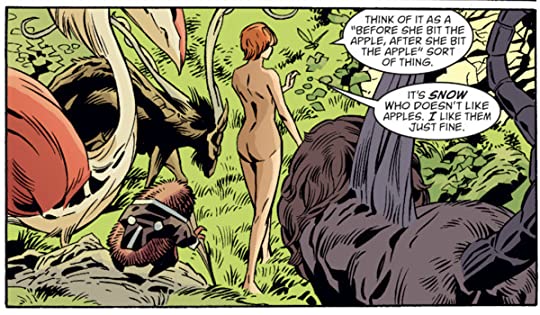 THINK OF IT AS A
"BEFORE SHE BIT THE
APPLE, AFTER SHE BIT
THE APPLE" SORT
OF THING.
IT'S SNOW
WHO DOESN'T LIKE
APPLES. I LIKE THEM
JUST FINE.